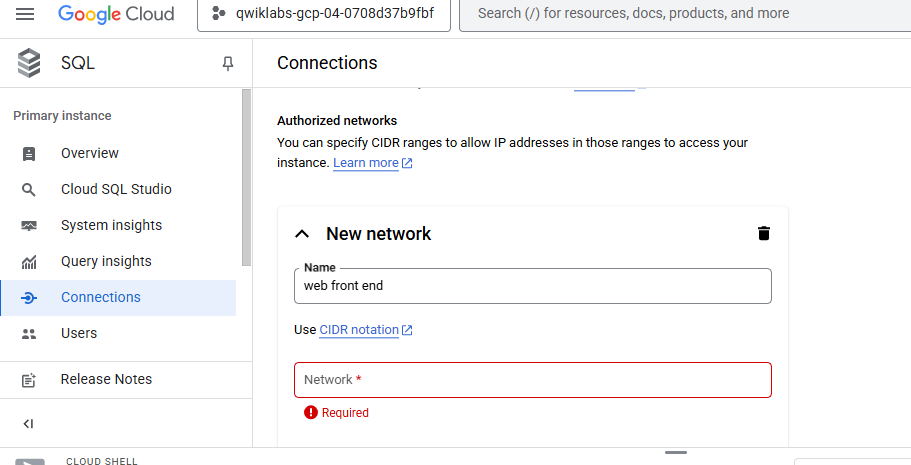 Google Cloud
qwiklabs-gcp-04-0708d37b9fbf
Search (/) for resources, docs, products, and more
SQL
Connections
Primary instance
Overview
Cloud SQL Studio
System insights
Query insights
Connections
Users
Release Notes
Authorized networks
You can specify CIDR ranges to allow IP addresses in those ranges to access your
instance. Learn more
New network
Name
web front end
Use CIDR notation
Network *
Required
CLOUD SHELL